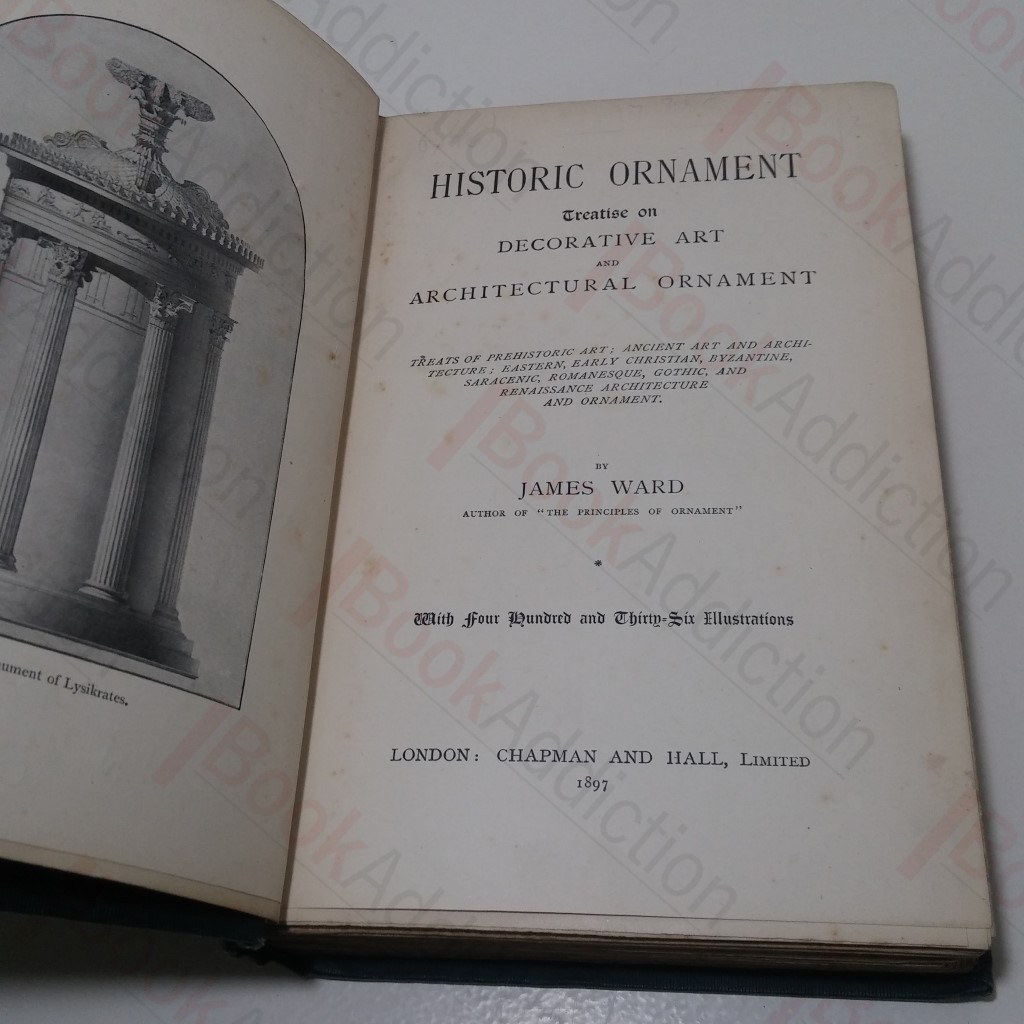 HISTORIC ORNAMENT
Treatise on
DECORATIVE ART
AND
ARCHITECTURAL ORNAMENT
TREATS OF PREHISTORIC ART; ANCIENT ART AND ARCHI-
TECTURE; EASTERN, EARLY CHRISTIAN, BYZANTINE,
SARACENIC, ROMANESQUE, GOTHIC, AND
RENAISSANCE ARCHITECTURE
AND ORNAMENT.
BY
JAMES WARD
AUTHOR OF "THE PRINCIPLES OF ORNAMENT"
*
With Four Hundred and Thirty-Six Illustrations
LONDON: CHAPMAN AND HALL, LIMITED
1897
of Lysikrates.
BookAddiction